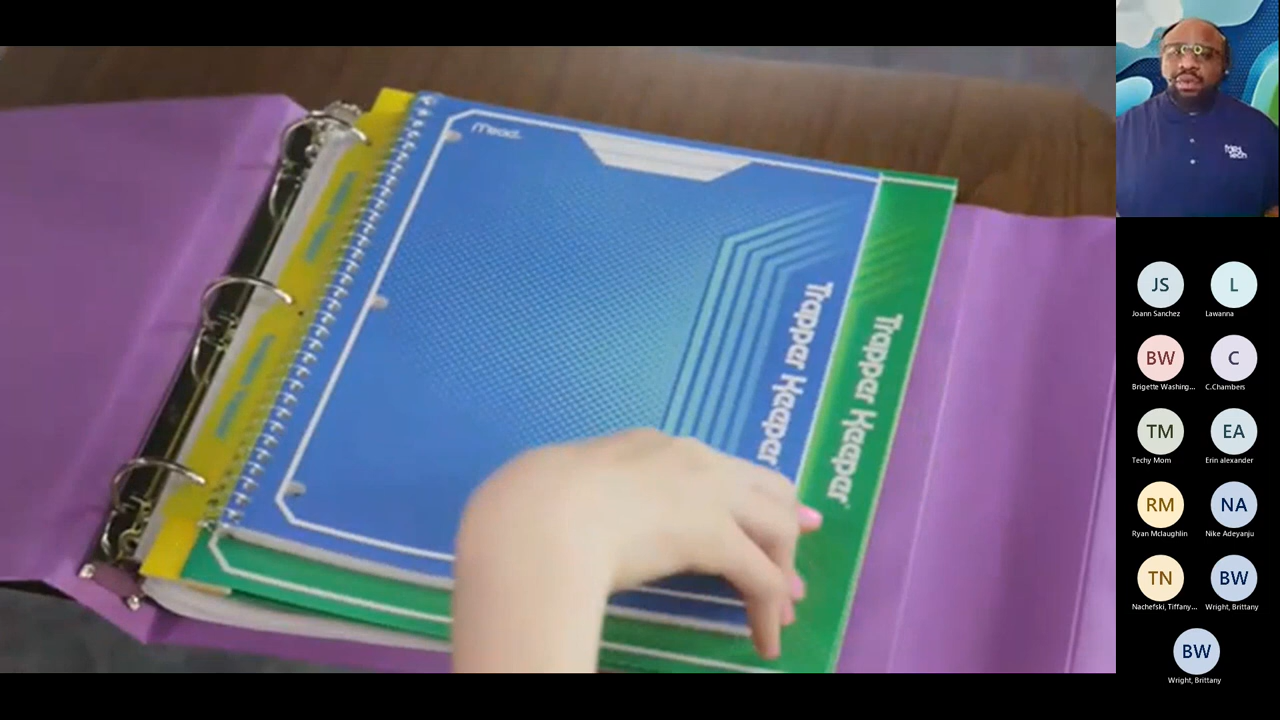 Mead
Trapper Keeper
Trapper Keeper
JS
Joann Sanchez
L
Lawanna
BW
Brigette Washing...
C
C.Chambers
TM
Techy Mom
EA
Erin alexander
RM
Ryan Mclaughlin
NA
Nike Adeyanju
TN
Nachefski, Tiffany...
BW
Wright, Brittany
BW
Wright, Brittany